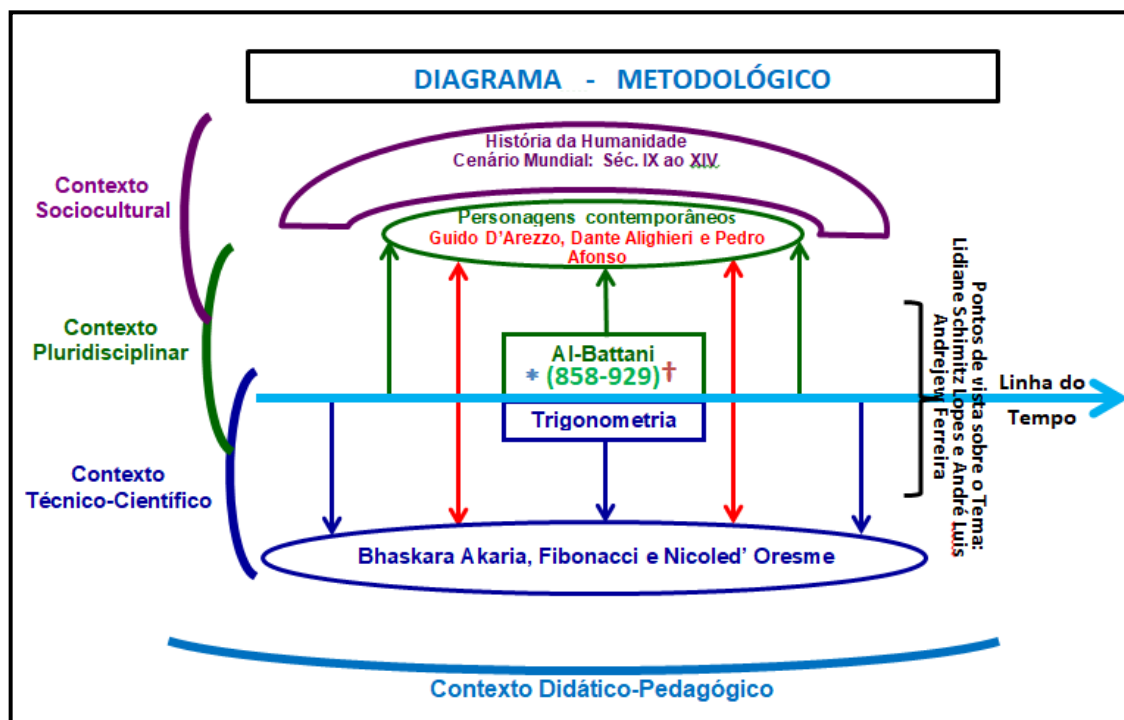 DIAGRAMA - METODOLÓGICO
História da Humanidade
Cenário Mundial: Séc. IX ao XIV
Contexto
Sociocultural
Personagens contemporâneos
Guido D'Arezzo, Dante Alighieri e Pedro
Afonso
Contexto
Pluridisciplinar
Al-Battani
* (858-929)†
Trigonometria
Pontos de vista sobre o Tema:
Lidiane Schimitz Lopes e André Luis
Andrejew Ferreira
Linha do
Tempo
Contexto
Técnico-Científico
Bhaskara Akaria, Fibonacci e Nicoled' Oresme
Contexto Didático-Pedagógico